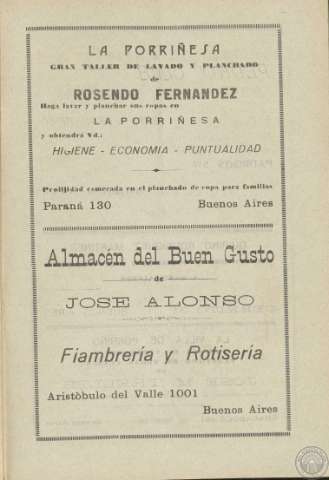 LA PORRIÑESA
GRAN TALLER DE LAVADO Y PLANCHADO
de
ROSENDO FERNANDEZ
Haga lavar y planchar sus ropas en
LA PORRIÑESA
y obtendrá Vd.:
HIGIENE - ECONOMIA - PUNTUALIDAD
Prolijidad esmerada en el planchado de ropa para familias
Paraná 130 Buenos Aires
Almacén del Buen Gusto
de
JOSE ALONSO
Fiambrería y Rotisería
Aristóbulo del Valle 1001
Buenos Aires